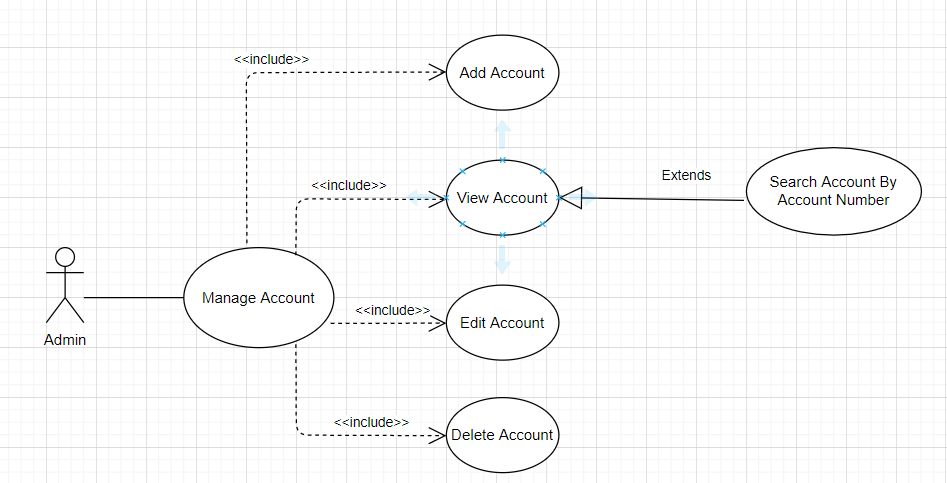 <<include>>
Add Account
<<include>>
View Account
Extends
Search Account By
Account Number
Manage Account
<<include>>
Edit Account
Admin
<<include>>
Delete Account